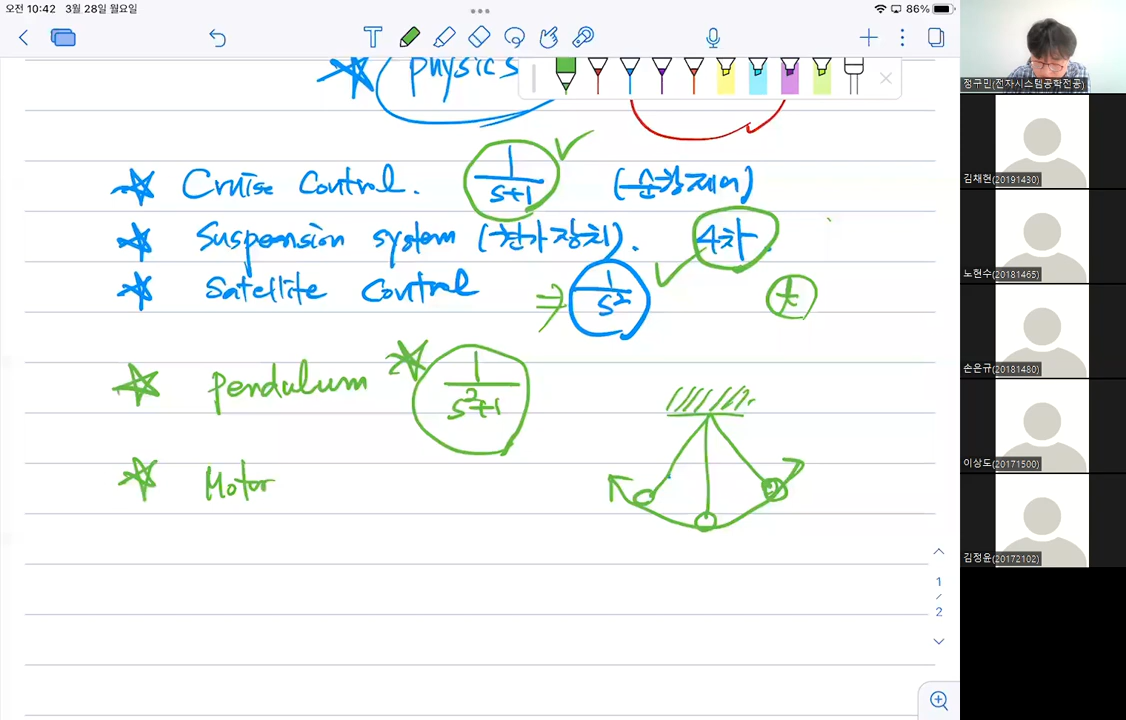 오전 10:42 3월 28일 월요일
86%
physics
Cruise Control. 1/(s+1) (순항제어)
Suspension system (현가장치). 4차.
Satellite Control ⇒ 1/s² t
pendulum 1/(s²+1)
Motor
1
/
2
정구민(전자시스템공학전공)
김채현(20191430)
노현수(20181465)
손은규(20181480)
이상도(20171500)
김정윤(20172102)